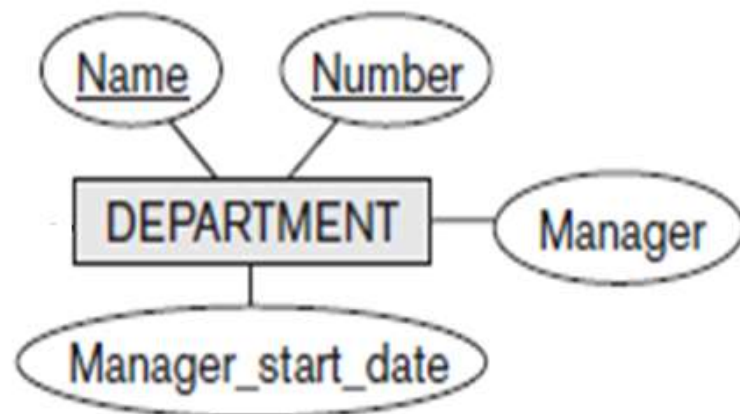 Name
Number
DEPARTMENT
Manager
Manager_start_date